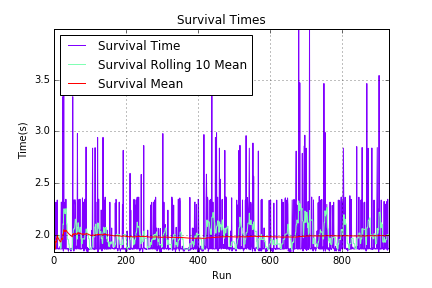 Survival Times
Survival Time
Survival Rolling 10 Mean
Survival Mean
Time(s)
3.5
3.0
2.5
2.0
0
200
400
600
800
Run